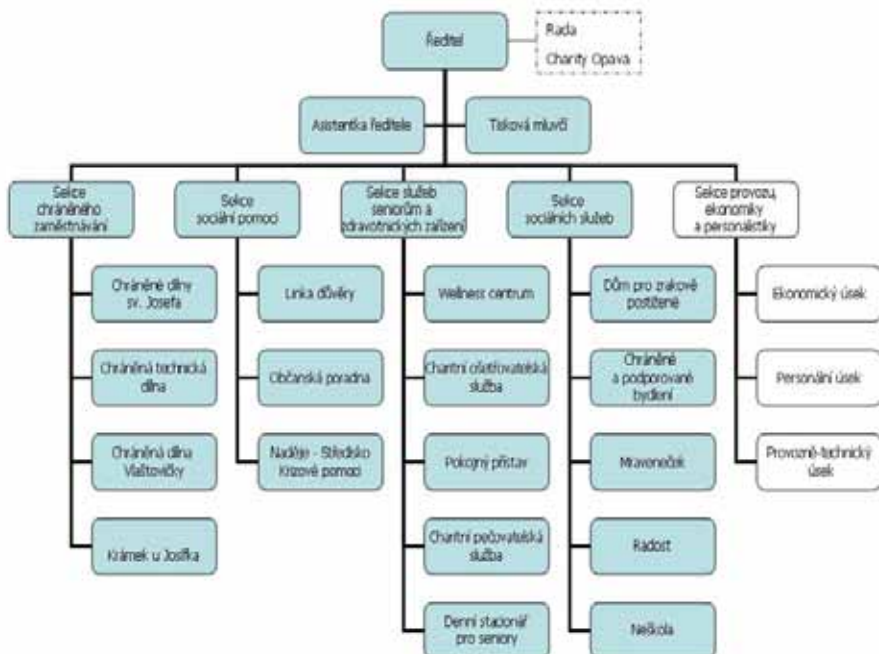 Ředitel
Rada
Charity Opava
Asistentka ředitele
Tisková mluvčí
Sekce
chráněného
zaměstnávání
Sekce
sociální pomoci
Sekce služeb
seniorům a
zdravotnických zařízení
Sekce
sociálních služeb
Sekce provozu,
ekonomiky
a personalistiky
Chráněné dílny
sv. Josefa
Linka důvěry
Wellness centrum
Dům pro zrakově
postižené
Ekonomický úsek
Chráněná technická
dílna
Občanská poradna
Charitní ošetřovatelská
služba
Chráněné
a podporované
bydlení
Personální úsek
Chráněná dílna
Vlaštovičky
Naděje - Středisko
Krizové pomoci
Pokojný přístav
Mraveneček
Provozně-technický
úsek
Krámek u Josífka
Charitní pečovatelská
služba
Radost
Denní stacionář
pro seniory
Neškola